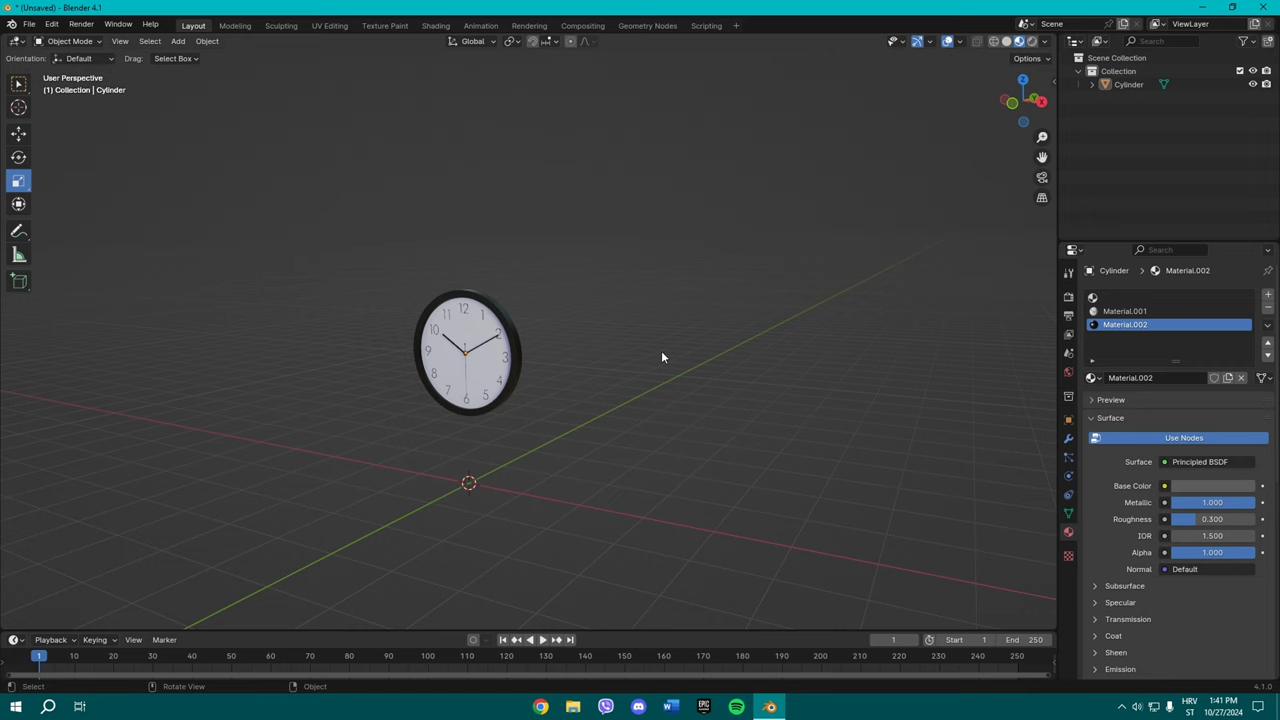 * (Unsaved) - Blender 4.1
File Edit Render Window Help
Layout Modeling Sculpting UV Editing Texture Paint Shading Animation Rendering Compositing Geometry Nodes Scripting +
Scene
ViewLayer
Object Mode View Select Add Object
Global
Search
Orientation: Default Drag: Select Box
Options
User Perspective
(1) Collection | Cylinder
Z
Y
X
Scene Collection
Collection
Cylinder
12
1
2
3
4
5
6
7
8
9
10
11
Search
Cylinder Material.002
Material.001
Material.002
Material.002
Preview
Surface
Use Nodes
Surface Principled BSDF
Base Color
Metallic 1.000
Roughness 0.300
IOR 1.500
Alpha 1.000
Normal Default
Subsurface
Specular
Transmission
Coat
Sheen
Emission
Playback Keying View Marker
1 Start 1 End 250
1 10 20 30 40 50 60 70 80 90 100 110 120 130 140 150 160 170 180 190 200 210 220 230 240 250
Select Rotate View Object
4.1.0
HRV
ST
1:41 PM
10/27/2024